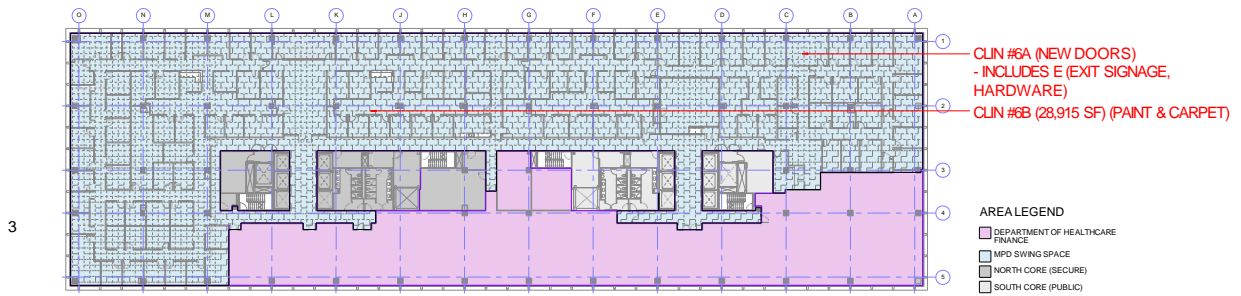 O N M L K J H G F E D C B A
1
CLIN #6A (NEW DOORS)
- INCLUDES E (EXIT SIGNAGE,
HARDWARE)
2
CLIN #6B (28,915 SF) (PAINT & CARPET)
3
4
3
AREA LEGEND
DEPARTMENT OF HEALTHCARE
FINANCE
MPD SWING SPACE
NORTH CORE (SECURE)
SOUTH CORE (PUBLIC)
5